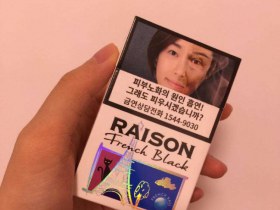 피부노화의 원인 흡연!
그래도 피우시겠습니까?
금연상담전화 1544-9030
RAISON
French Black